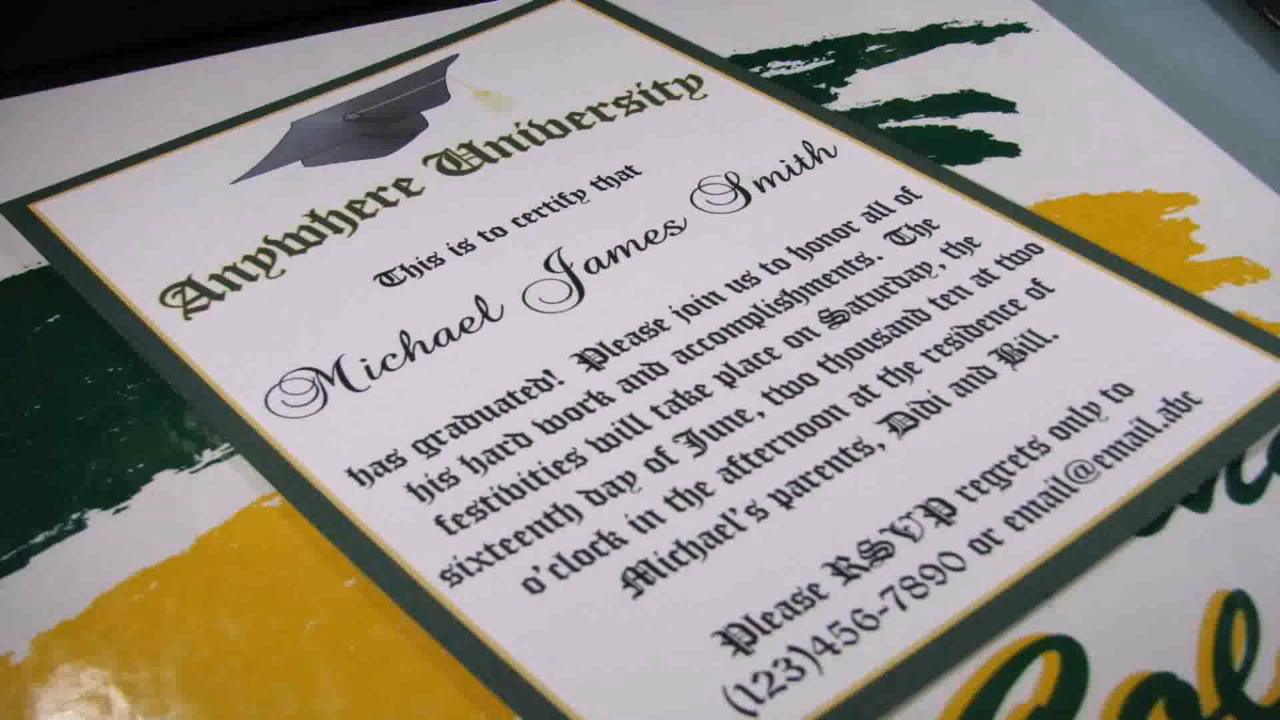 Anywhere University
This is to certify that
Michael James Smith
has graduated! Please join us to honor all of
his hard work and accomplishments. The
festivities will take place on Saturday, the
sixteenth day of June, two thousand ten at two
o'clock in the afternoon at the residence of
Michael's parents, Didi and Bill.
Please RSVP regrets only to
(123)456-7890 or email@email.abc